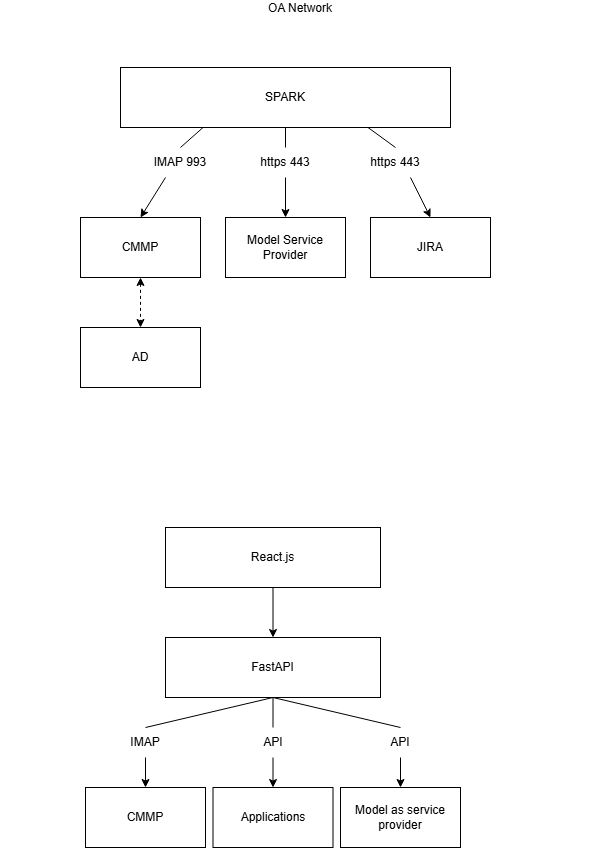 OA Network
SPARK
IMAP 993
https 443
https 443
CMMP
Model Service
Provider
JIRA
AD
React.js
FastAPI
IMAP
API
API
CMMP
Applications
Model as service
provider